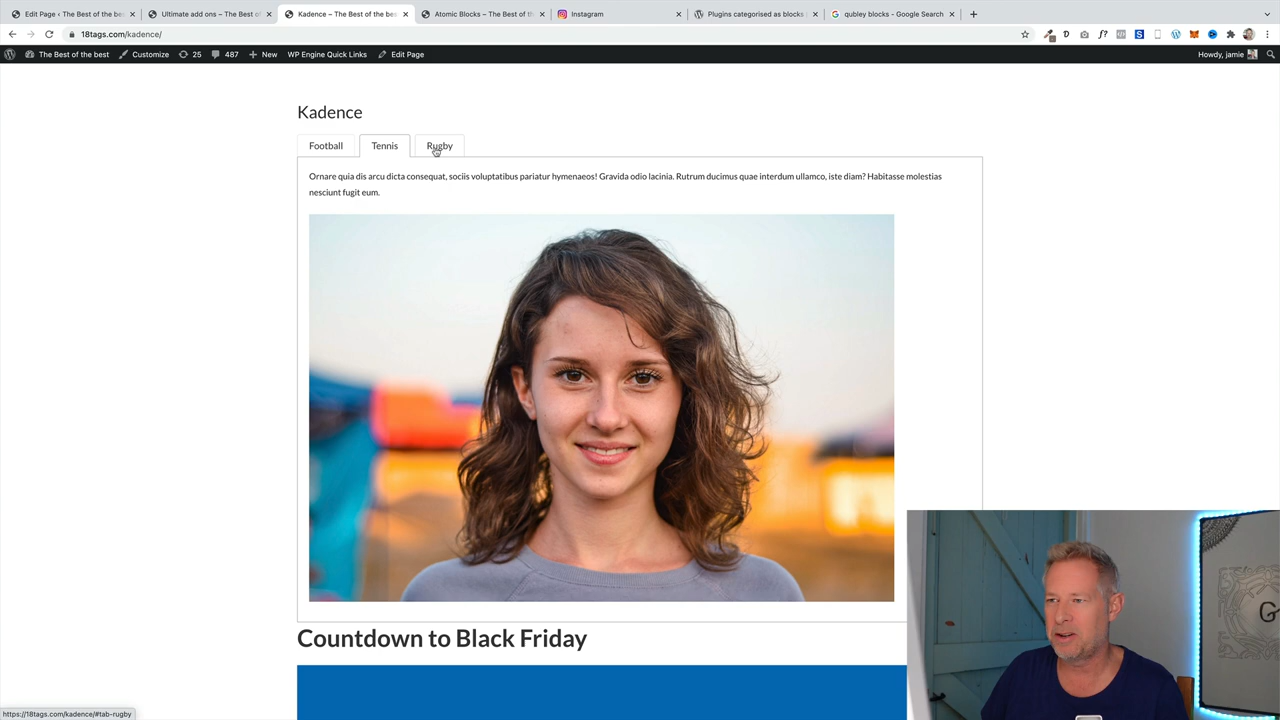 Edit Page ‹ The Best of the b
Ultimate add ons – The Best of
Kadence – The Best of the bes
Atomic Blocks – The Best of th
Instagram
Plugins categorised as blocks
qubley blocks - Google Search
18tags.com/kadence/
The Best of the best
Customize
25
487
New
WP Engine Quick Links
Edit Page
Howdy, jamie
Kadence
Football
Tennis
Rugby
Ornare quia dis arcu dicta consequat, sociis voluptatibus pariatur hymenaeos! Gravida odio lacinia. Rutrum ducimus quae interdum ullamco, iste diam? Habitasse molestias
nesciunt fugit eum.
Countdown to Black Friday
G
https://18tags.com/kadence/#tab-rugby